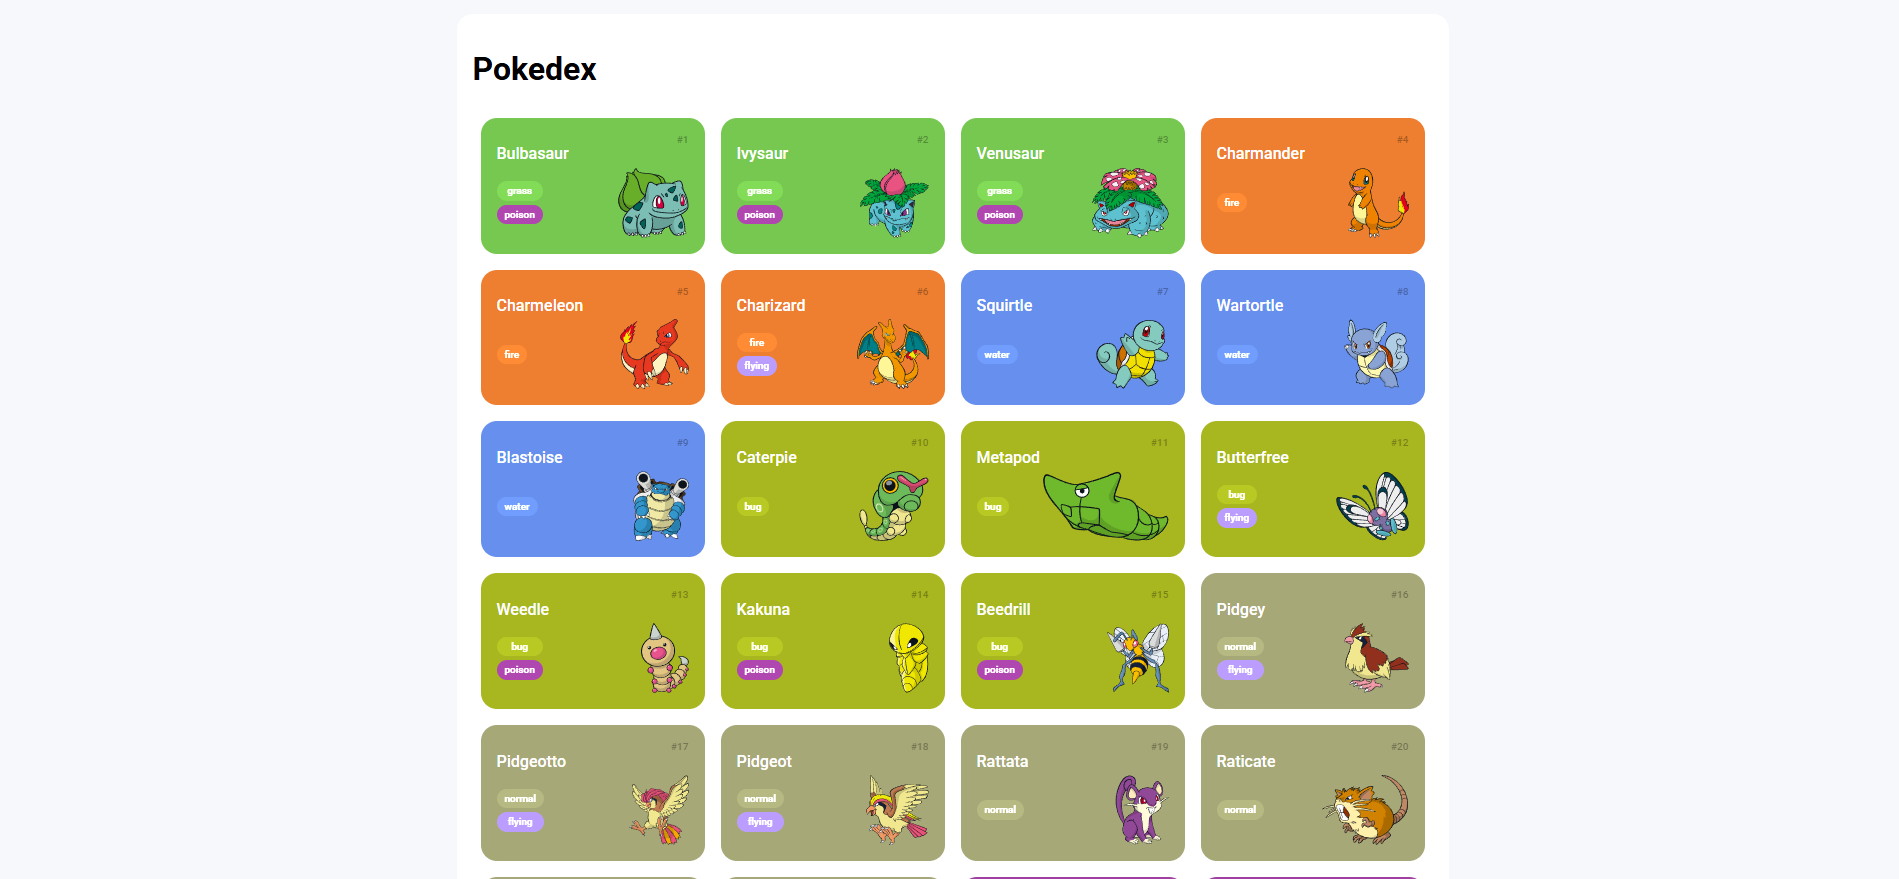 Pokedex
#1
Bulbasaur
grass
poison
#2
Ivysaur
grass
poison
#3
Venusaur
grass
poison
#4
Charmander
fire
#5
Charmeleon
fire
#6
Charizard
fire
flying
#7
Squirtle
water
#8
Wartortle
water
#9
Blastoise
water
#10
Caterpie
bug
#11
Metapod
bug
#12
Butterfree
bug
flying
#13
Weedle
bug
poison
#14
Kakuna
bug
poison
#15
Beedrill
bug
poison
#16
Pidgey
normal
flying
#17
Pidgeotto
normal
flying
#18
Pidgeot
normal
flying
#19
Rattata
normal
#20
Raticate
normal